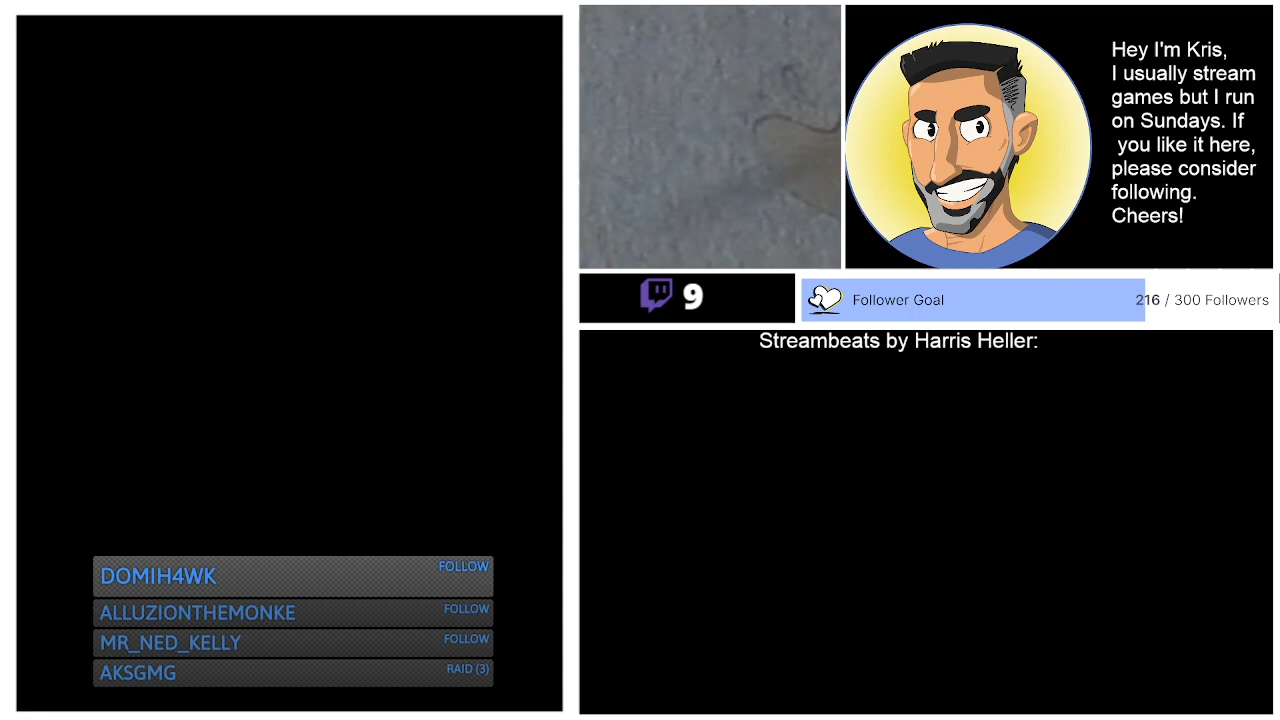 Hey I'm Kris,
I usually stream
games but I run
on Sundays. If
you like it here,
please consider
following.
Cheers!
9
Follower Goal
216 / 300 Followers
Streambeats by Harris Heller:
DOMIH4WK FOLLOW
ALLUZIONTHEMONKE FOLLOW
MR_NED_KELLY FOLLOW
AKSGMG RAID (3)